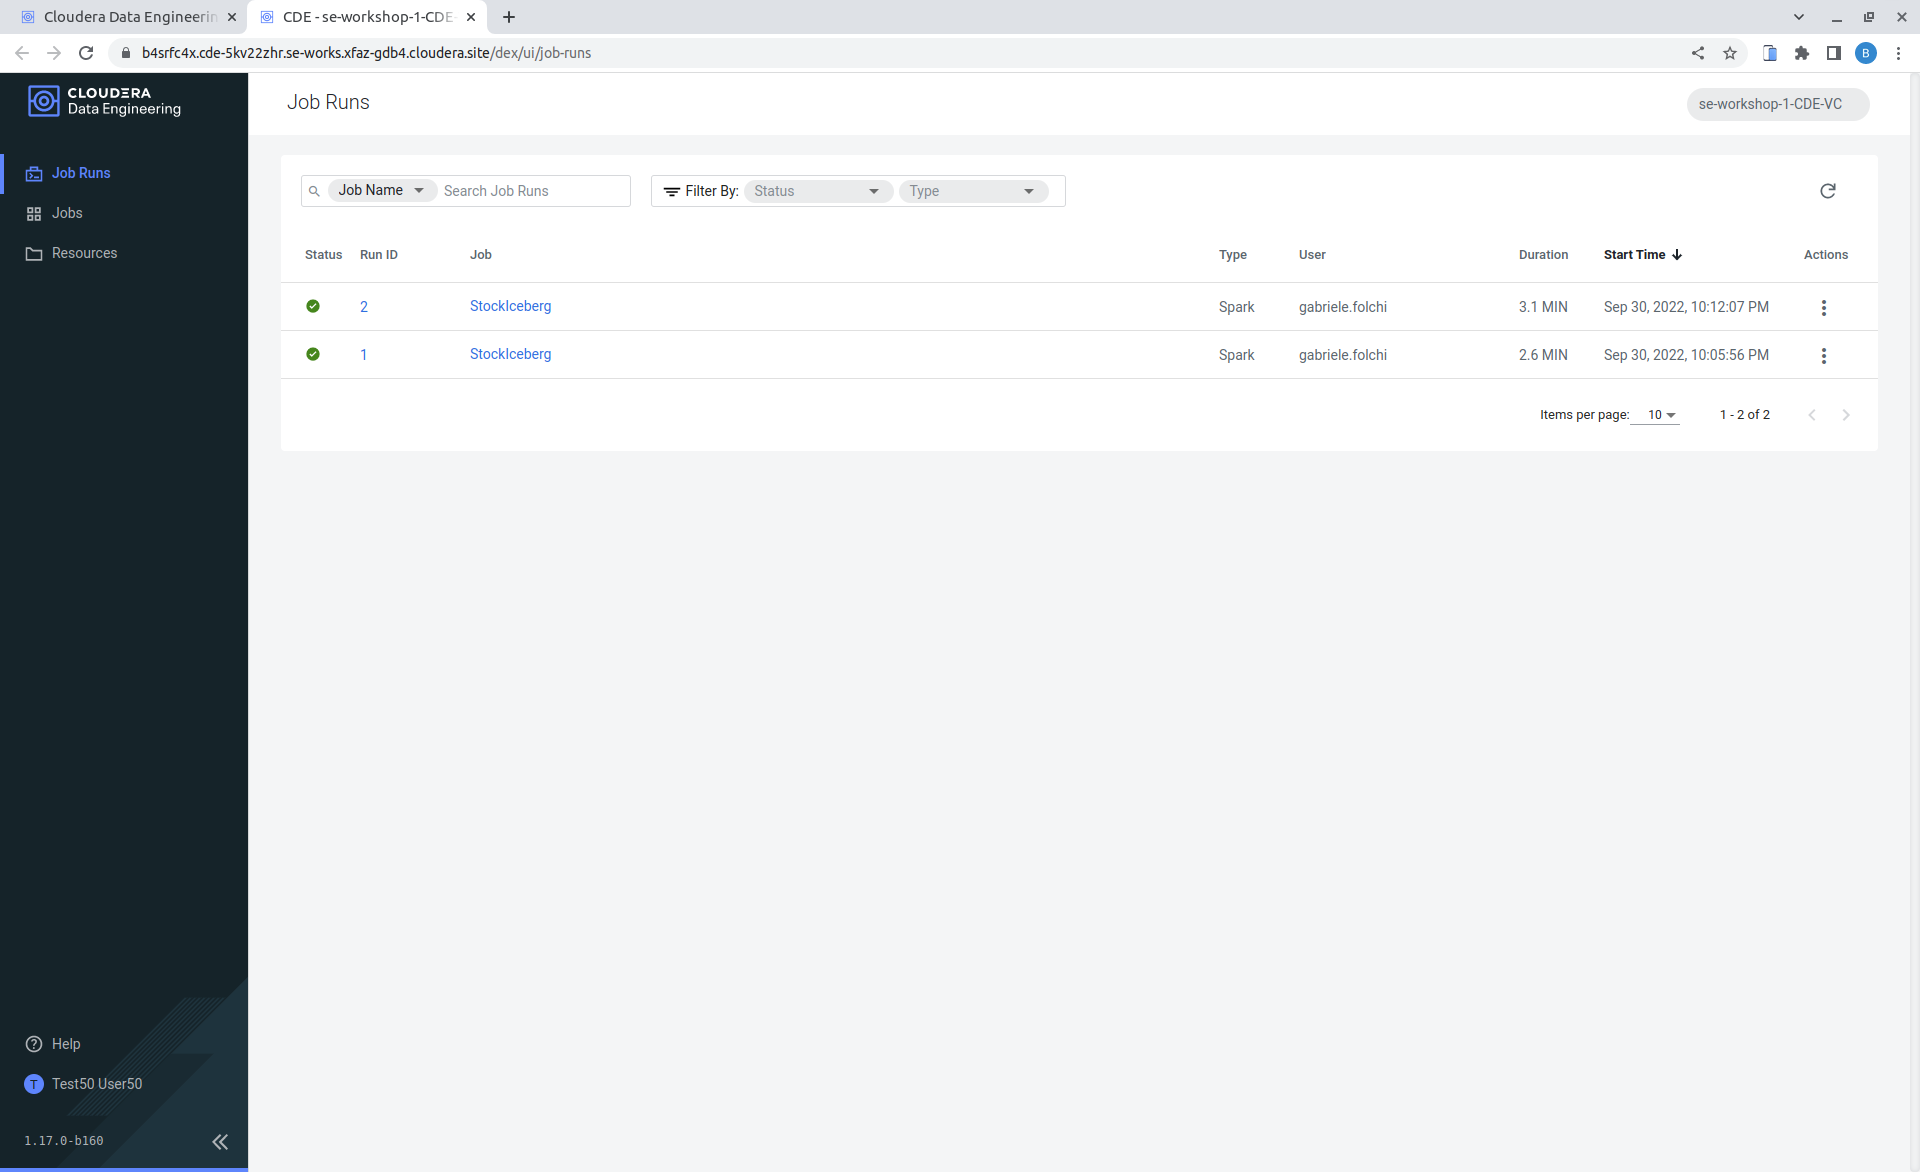 Cloudera Data Engineerin
CDE - se-workshop-1-CDE-
b4srfc4x.cde-5kv22zhr.se-works.xfaz-gdb4.cloudera.site/dex/ui/job-runs
B
CLOUDERA
Data Engineering
Job Runs
Jobs
Resources
Help
T
Test50 User50
1.17.0-b160
Job Runs
se-workshop-1-CDE-VC
Job Name
Search Job Runs
Filter By:
Status
Type
Status Run ID Job Type User Duration Start Time Actions
2 StockIceberg Spark gabriele.folchi 3.1 MIN Sep 30, 2022, 10:12:07 PM
1 StockIceberg Spark gabriele.folchi 2.6 MIN Sep 30, 2022, 10:05:56 PM
Items per page: 10 1 - 2 of 2